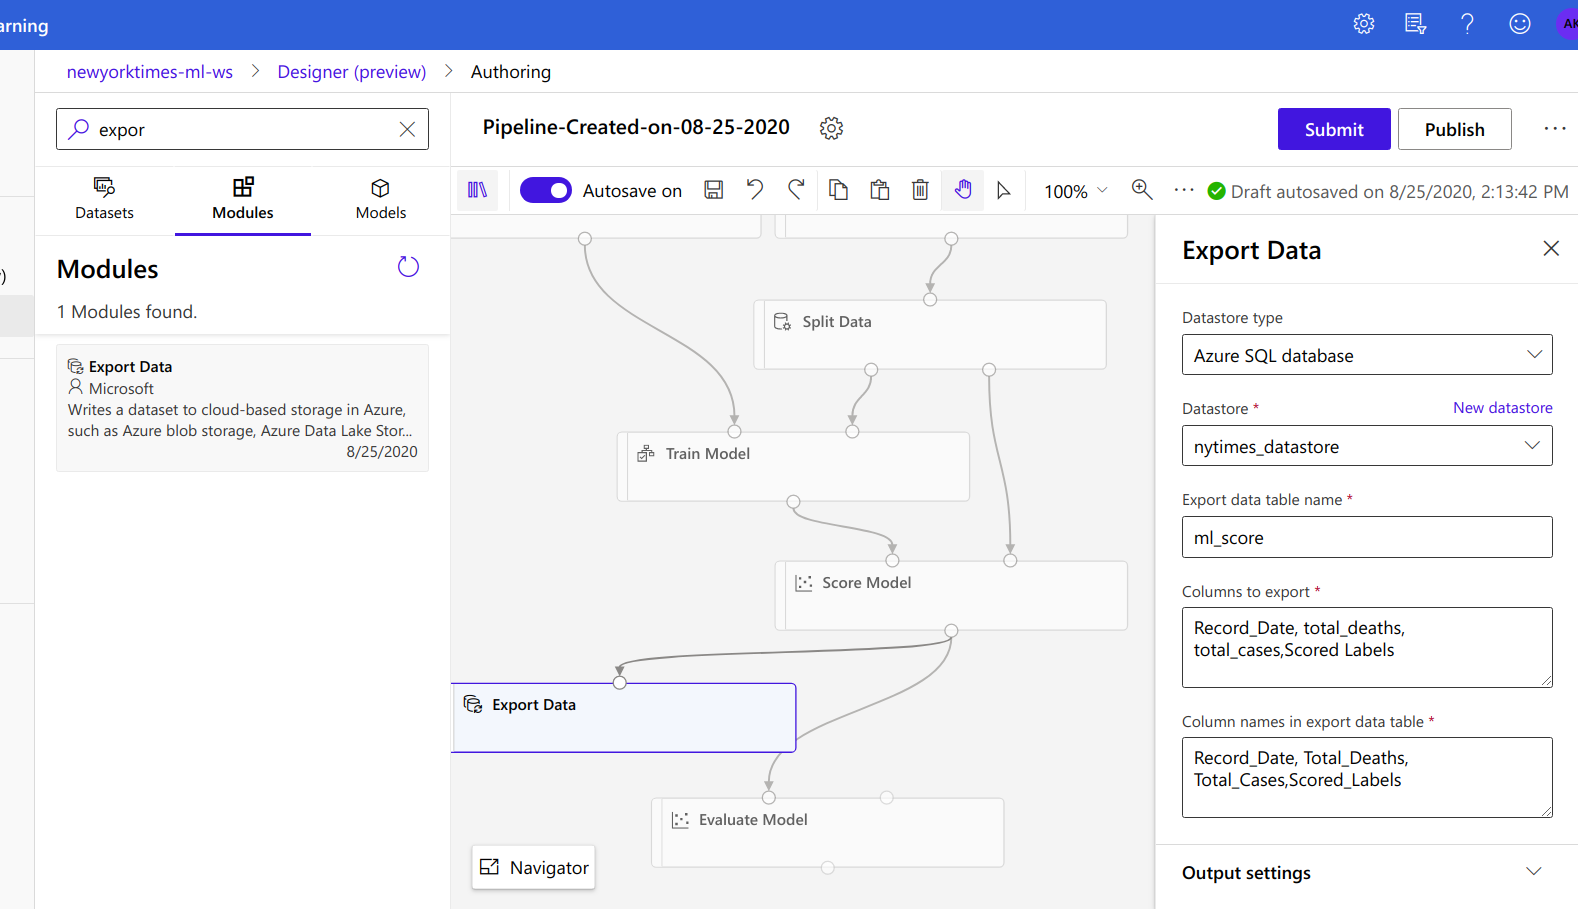 arning
AK
newyorktimes-ml-ws > Designer (preview) > Authoring
expor
Datasets
Modules
Models
Modules
1 Modules found.
Export Data
Microsoft
Writes a dataset to cloud-based storage in Azure,
such as Azure blob storage, Azure Data Lake Stor...
8/25/2020
)
Pipeline-Created-on-08-25-2020
Submit
Publish
Autosave on
100%
Draft autosaved on 8/25/2020, 2:13:42 PM
Split Data
Train Model
Score Model
Export Data
Evaluate Model
Navigator
Export Data
Datastore type
Azure SQL database
Datastore *
New datastore
nytimes_datastore
Export data table name *
ml_score
Columns to export *
Record_Date, total_deaths,
total_cases,Scored Labels
Column names in export data table *
Record_Date, Total_Deaths,
Total_Cases,Scored_Labels
Output settings